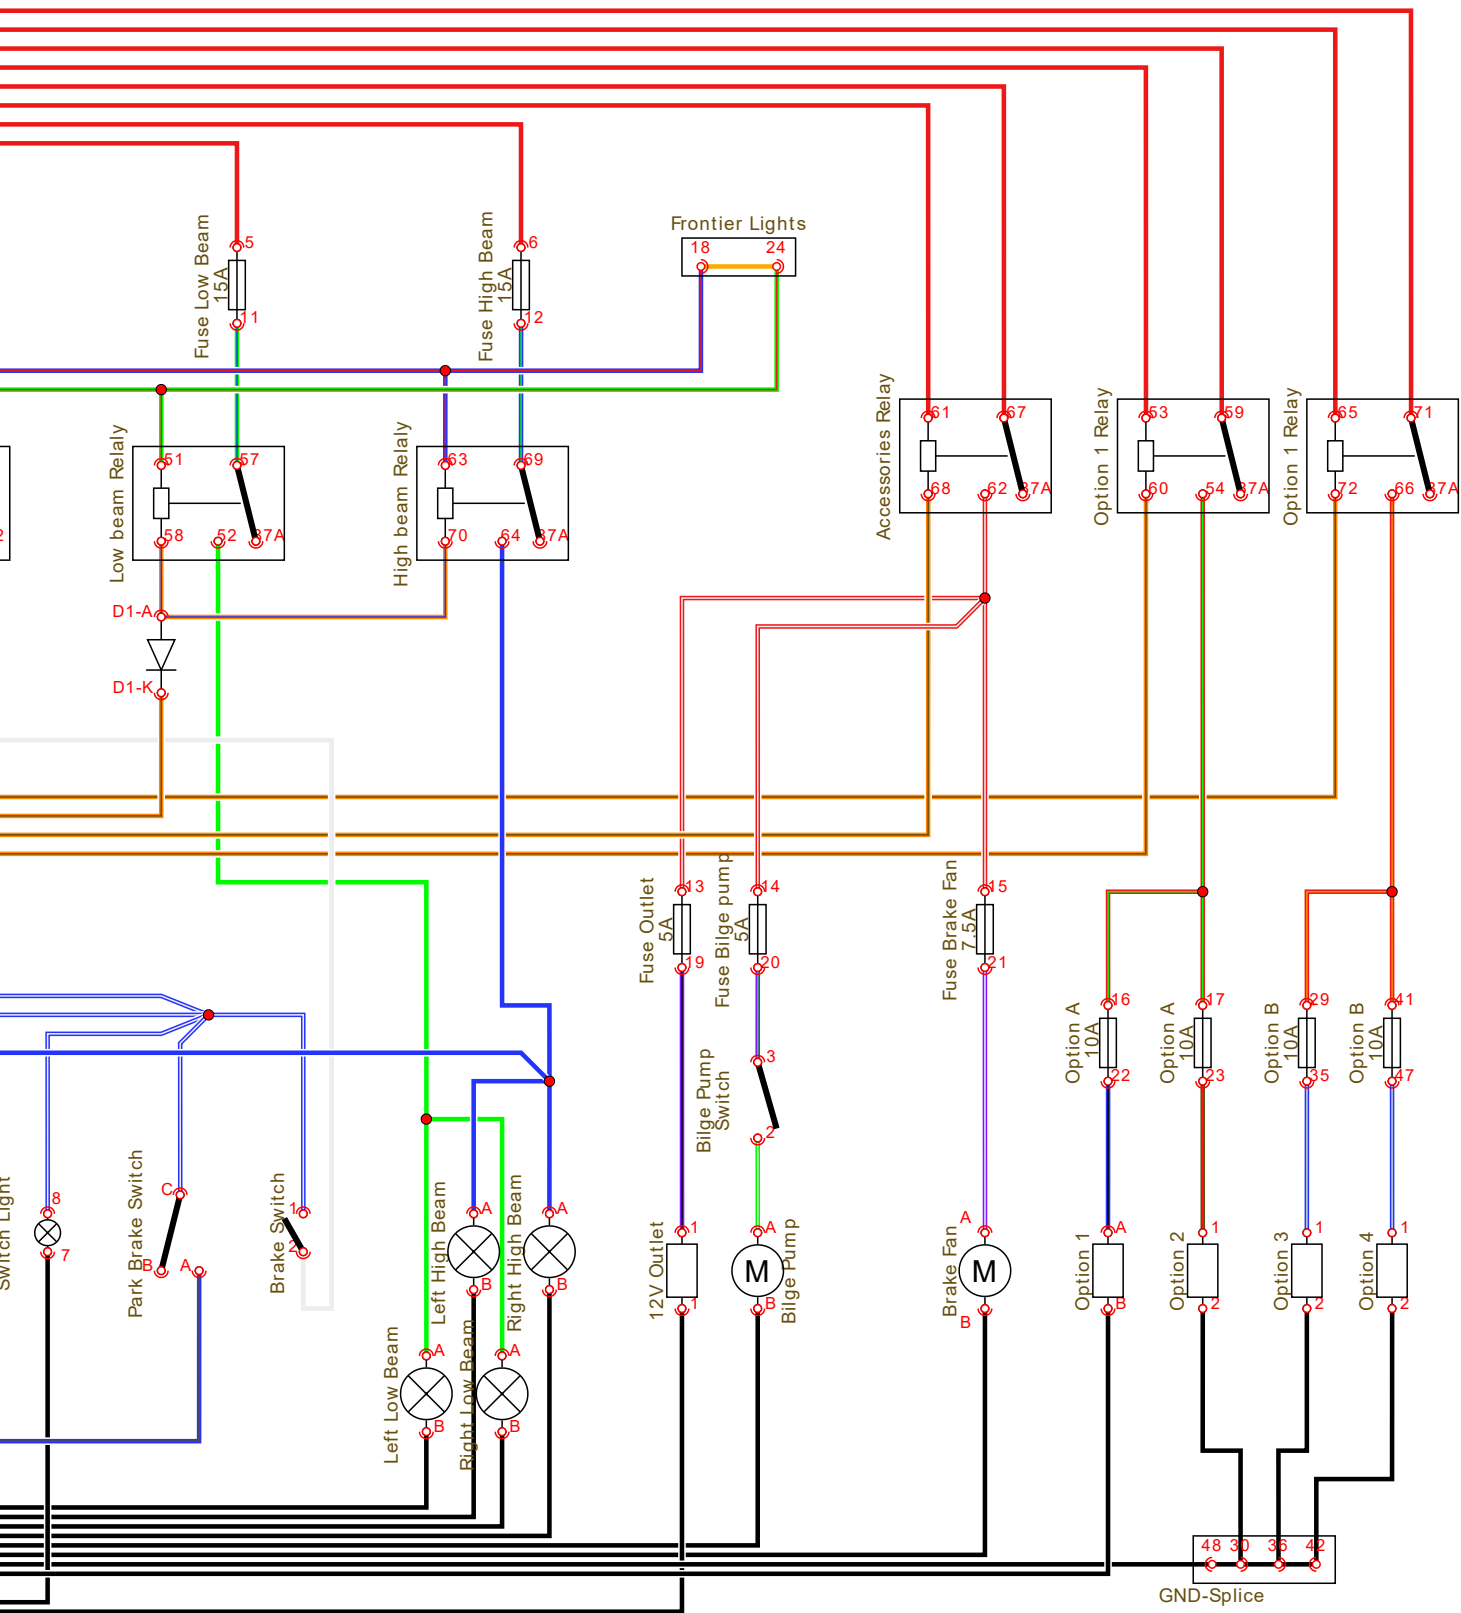 Frontier Lights
18 24
5
6
Fuse Low Beam
15A
11
Fuse High Beam
15A
12
Low beam Relaly
51 57
58 52 87A
High beam Relaly
63 69
70 64 87A
Accessories Relay
61 67
68 62 87A
Option 1 Relay
53 59
60 54 87A
Option 1 Relay
65 71
72 66 87A
2
D1-A
D1-K
Fuse Outlet
5A
13
19
Fuse Bilge pump
5A
14
20
Fuse Brake Fan
7.5A
15
21
Option A
10A
16
22
Option A
10A
17
23
Option B
10A
29
35
Option B
10A
41
47
Bilge Pump
Switch
3
2
Switch Light
8
7
Park Brake Switch
C
B A
Brake Switch
1
2
Left High Beam
A
B
Right High Beam
A
B
Left Low Beam
A
B
Right Low Beam
A
B
12V Outlet
1
1
Bilge Pump
A
M
B
Brake Fan
A
M
B
Option 1
A
B
Option 2
1
2
Option 3
1
2
Option 4
1
2
48 30 36 42
GND-Splice